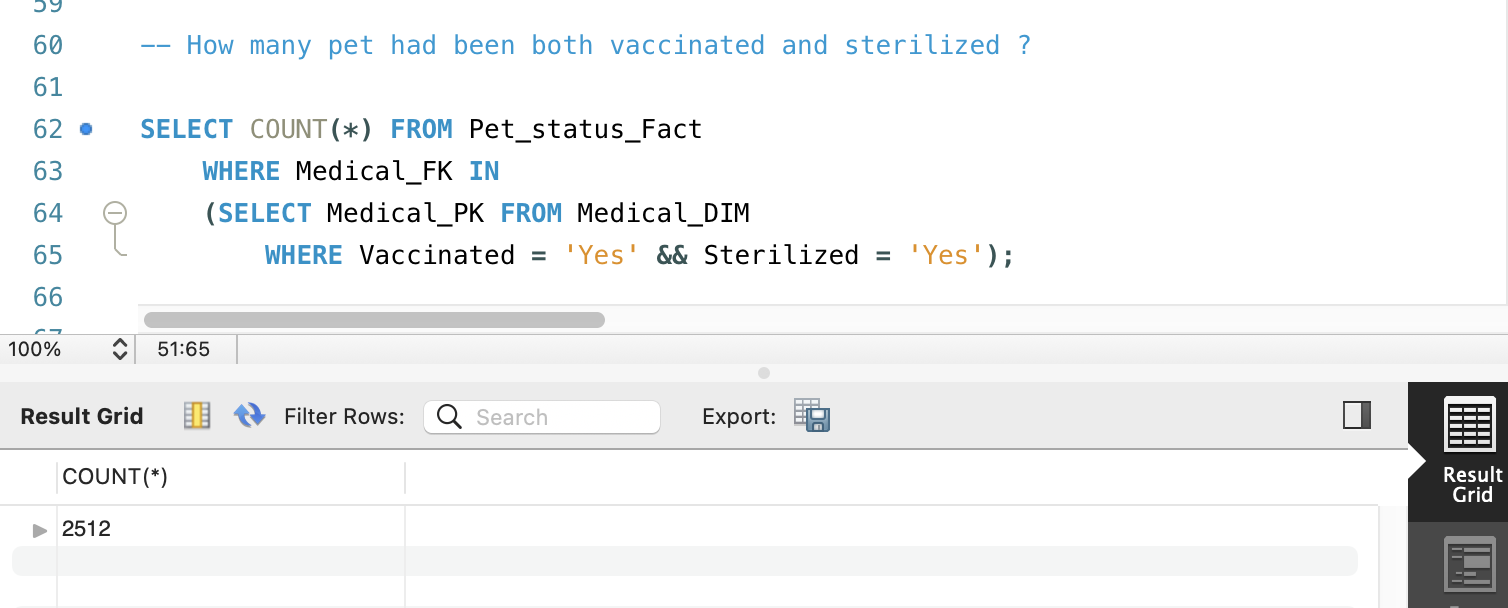 59
60 -- How many pet had been both vaccinated and sterilized ?
61
62 SELECT COUNT(*) FROM Pet_status_Fact
63 WHERE Medical_FK IN
64 (SELECT Medical_PK FROM Medical_DIM
65 WHERE Vaccinated = 'Yes' && Sterilized = 'Yes');
66
67
100% 51:65
Result Grid Filter Rows: Search Export:
Result
Grid
COUNT(*)
2512